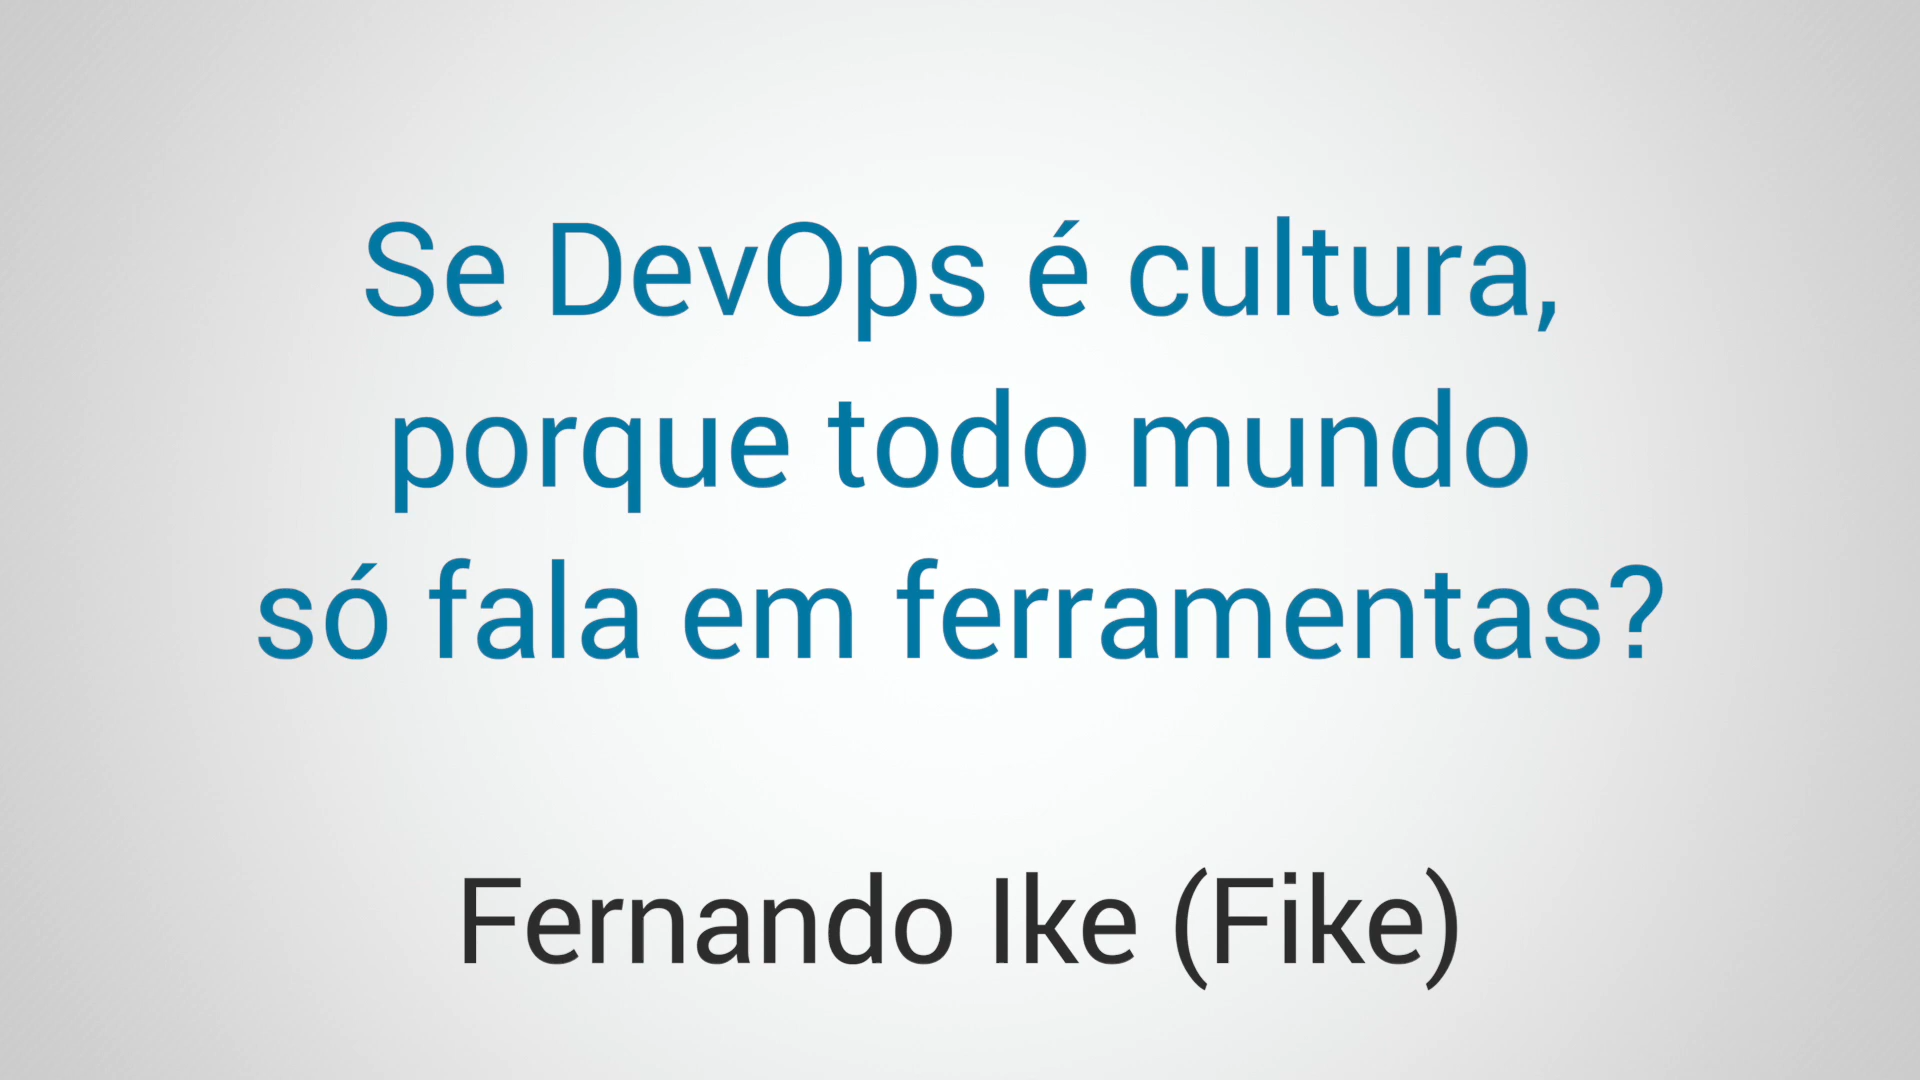 Se DevOps é cultura,
porque todo mundo
só fala em ferramentas?
Fernando Ike (Fike)